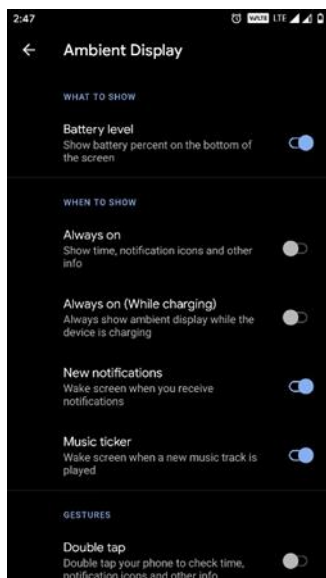 2:47 VoLTE LTE
Ambient Display
WHAT TO SHOW
Battery level
Show battery percent on the bottom of
the screen
WHEN TO SHOW
Always on
Show time, notification icons and other
info
Always on (While charging)
Always show ambient display while the
device is charging
New notifications
Wake screen when you receive
notifications
Music ticker
Wake screen when a new music track is
played
GESTURES
Double tap
Double tap your phone to check time,
notification icons and other info